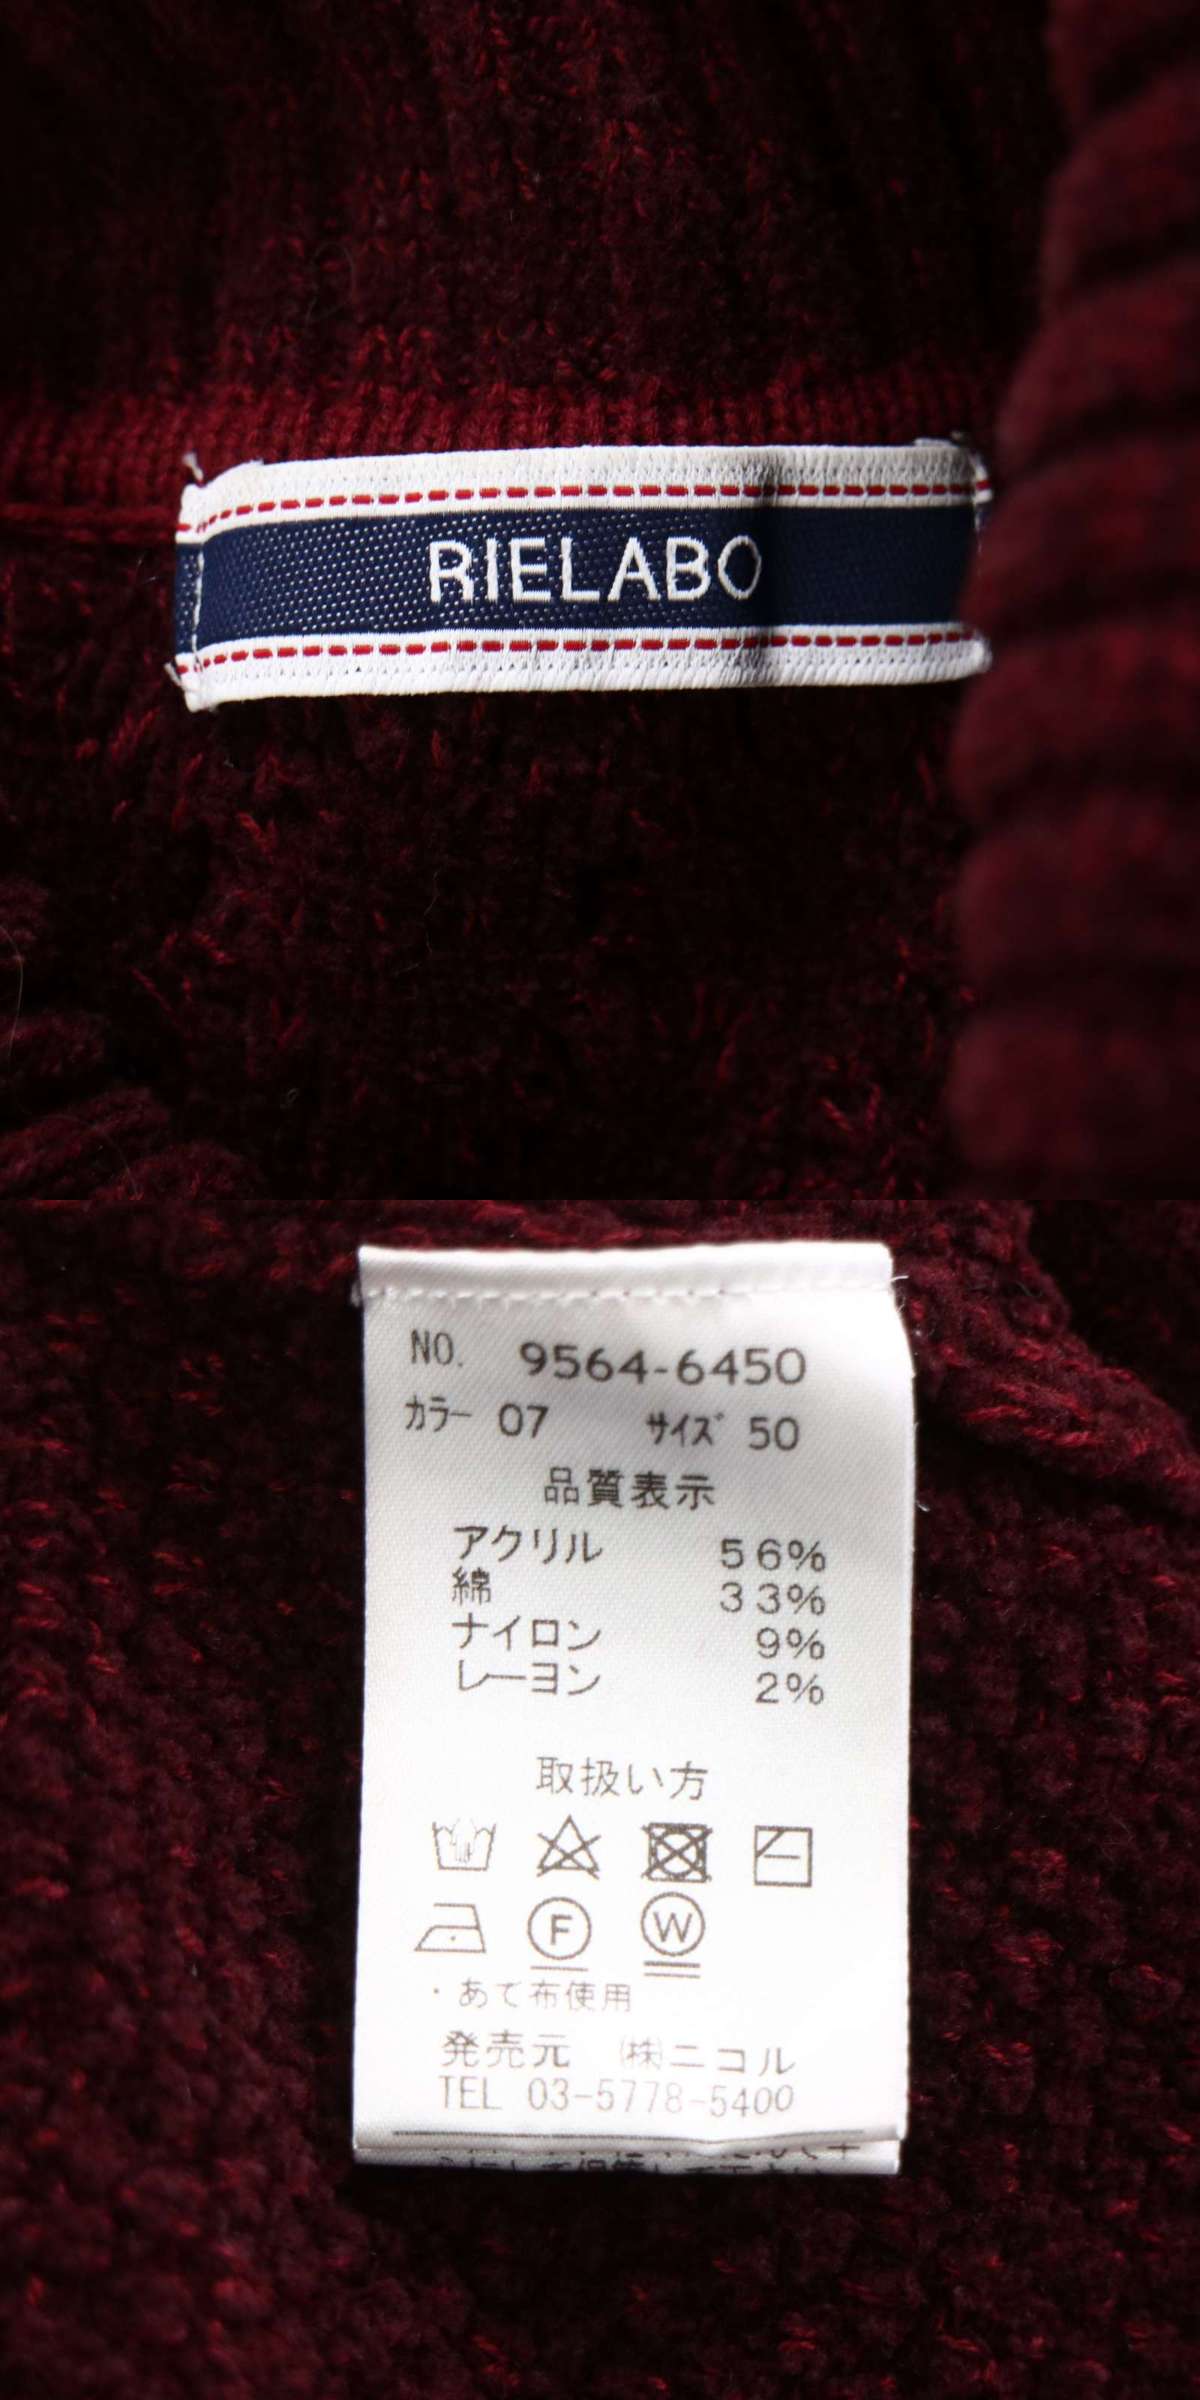 RIELABO
NO. 9564-6450
カラー 07 サイズ 50
品質表示
アクリル 56%
綿 33%
ナイロン 9%
レーヨン 2%
取扱い方
F W
・あて布使用
発売元 ㈱ニコル
TEL 03-5778-5400